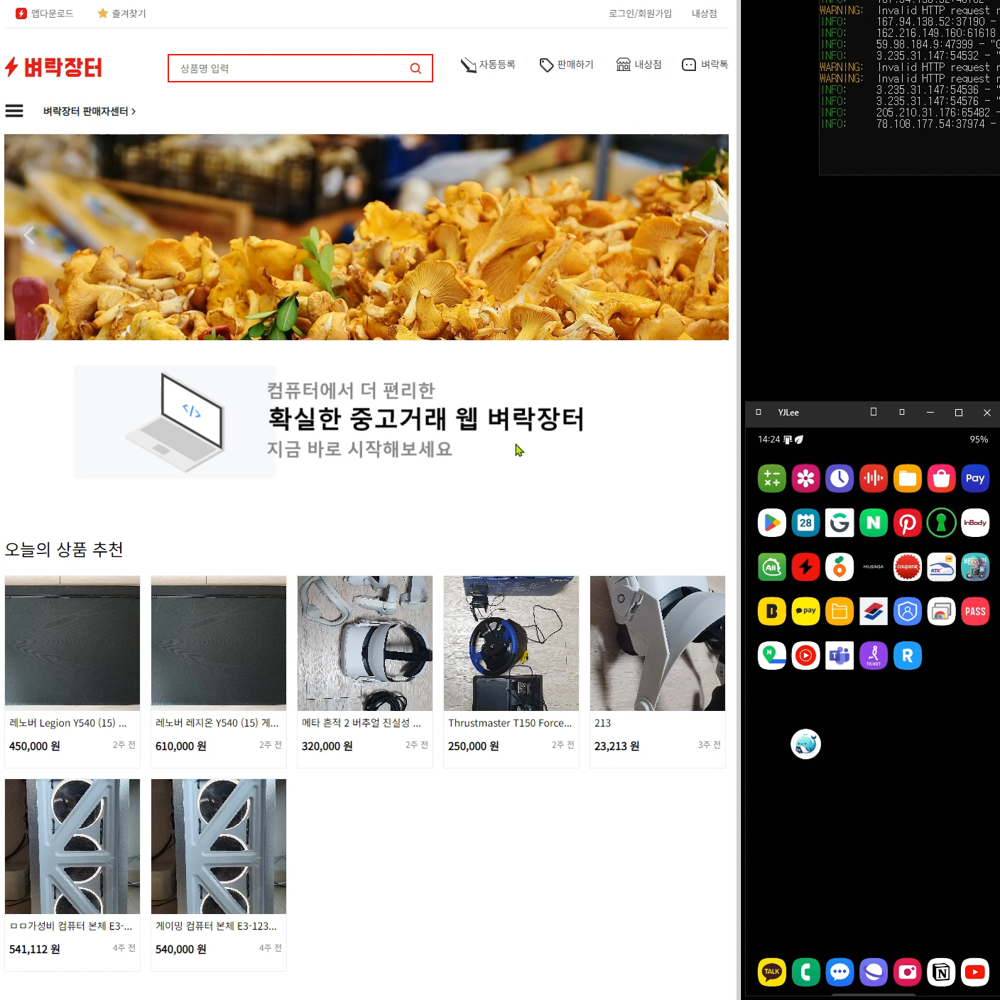 앱다운로드
즐겨찾기
로그인/회원가입
내상점
벼락장터
상품명 입력
자동등록
판매하기
내상점
벼락톡
벼락장터 판매자센터
컴퓨터에서 더 편리한
확실한 중고거래 웹 벼락장터
지금 바로 시작해보세요
오늘의 상품 추천
레노버 Legion Y540 (15) ...
450,000 원
2주 전
레노버 레지온 Y540 (15) 게...
610,000 원
2주 전
메타 흔적 2 버추얼 진실성 ...
320,000 원
2주 전
Thrustmaster T150 Force...
250,000 원
2주 전
213
23,213 원
3주 전
ㅁㅁ가성비 컴퓨터 본체 E3-...
541,112 원
4주 전
게이밍 컴퓨터 본체 E3-123...
540,000 원
4주 전
WARNING: Invalid HTTP request r
INFO: 167.94.138.52:37190 -
INFO: 162.216.149.160:61618
INFO: 59.98.184.9:47399 - "G
INFO: 3.235.31.147:54532 - "
WARNING: Invalid HTTP request r
WARNING: Invalid HTTP request r
INFO: 3.235.31.147:54536 - "
INFO: 3.235.31.147:54576 - "
INFO: 205.210.31.176:65482 -
INFO: 78.108.177.54:37974 -
YJLee
14:24
95%
Pay
28
G
N
InBody
All
MUSINSA
coupang
KTX
B
pay
PASS
N
TICKET
R
TALK